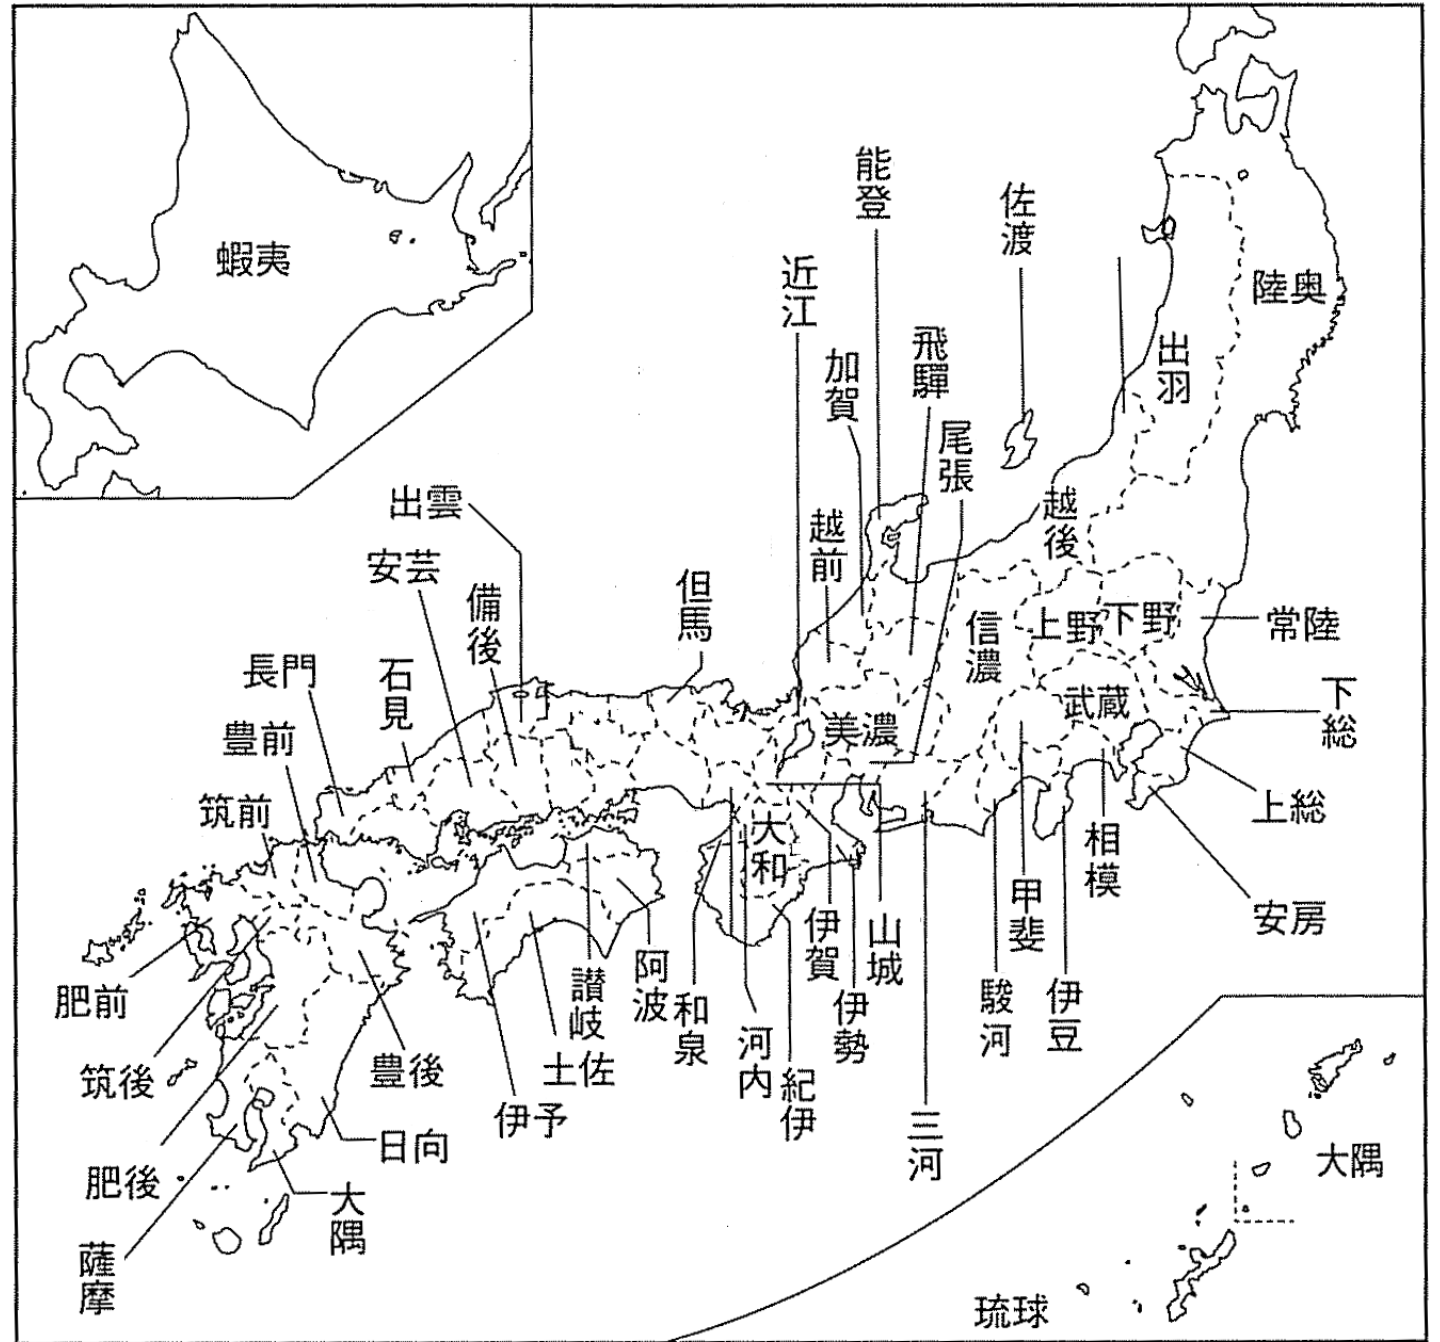 蝦夷
能登
佐渡
近江
陸奥
飛驒
加賀
出羽
尾張
出雲
越前
越後
安芸
備後
但馬
信濃
上野
下野
常陸
長門
石見
豊前
美濃
武蔵
下総
筑前
上総
大和
相模
甲斐
安房
伊賀
山城
肥前
讃岐
阿波
和泉
伊勢
駿河
伊豆
筑後
豊後
土佐
河内
紀伊
伊予
三河
日向
肥後
大隅
大隅
薩摩
琉球